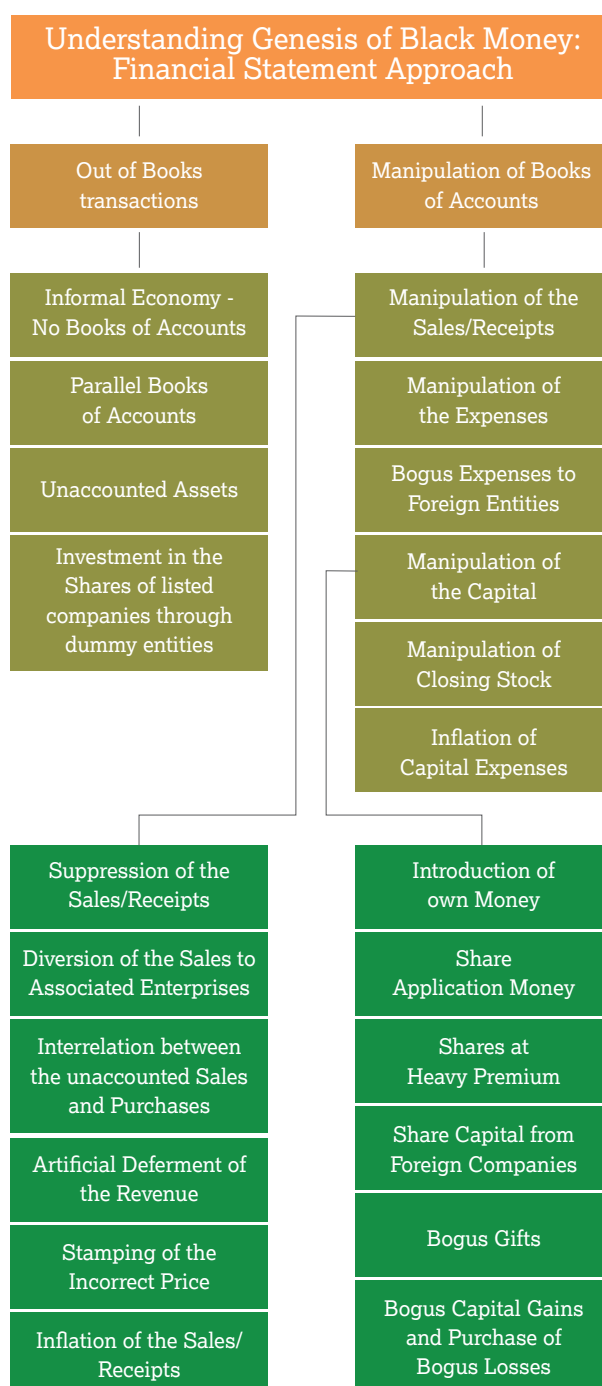 Understanding Genesis of Black Money:
Financial Statement Approach
Out of Books
transactions
Informal Economy -
No Books of Accounts
Parallel Books
of Accounts
Unaccounted Assets
Investment in the
Shares of listed
companies through
dummy entities
Manipulation of Books
of Accounts
Manipulation of the
Sales/Receipts
Manipulation of
the Expenses
Bogus Expenses to
Foreign Entities
Manipulation of
the Capital
Manipulation of
Closing Stock
Inflation of
Capital Expenses
Suppression of the
Sales/Receipts
Diversion of the Sales to
Associated Enterprises
Interrelation between
the unaccounted Sales
and Purchases
Artificial Deferment of
the Revenue
Stamping of the
Incorrect Price
Inflation of the Sales/
Receipts
Introduction of
own Money
Share
Application Money
Shares at
Heavy Premium
Share Capital from
Foreign Companies
Bogus Gifts
Bogus Capital Gains
and Purchase of
Bogus Losses